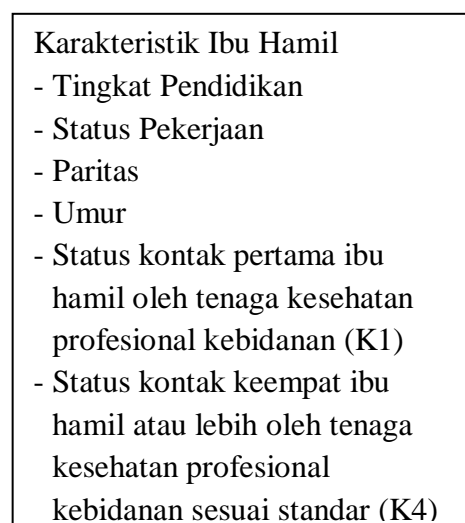 Karakteristik Ibu Hamil
- Tingkat Pendidikan
- Status Pekerjaan
- Paritas
- Umur
- Status kontak pertama ibu
hamil oleh tenaga kesehatan
profesional kebidanan (K1)
- Status kontak keempat ibu
hamil atau lebih oleh tenaga
kesehatan profesional
kebidanan sesuai standar (K4)